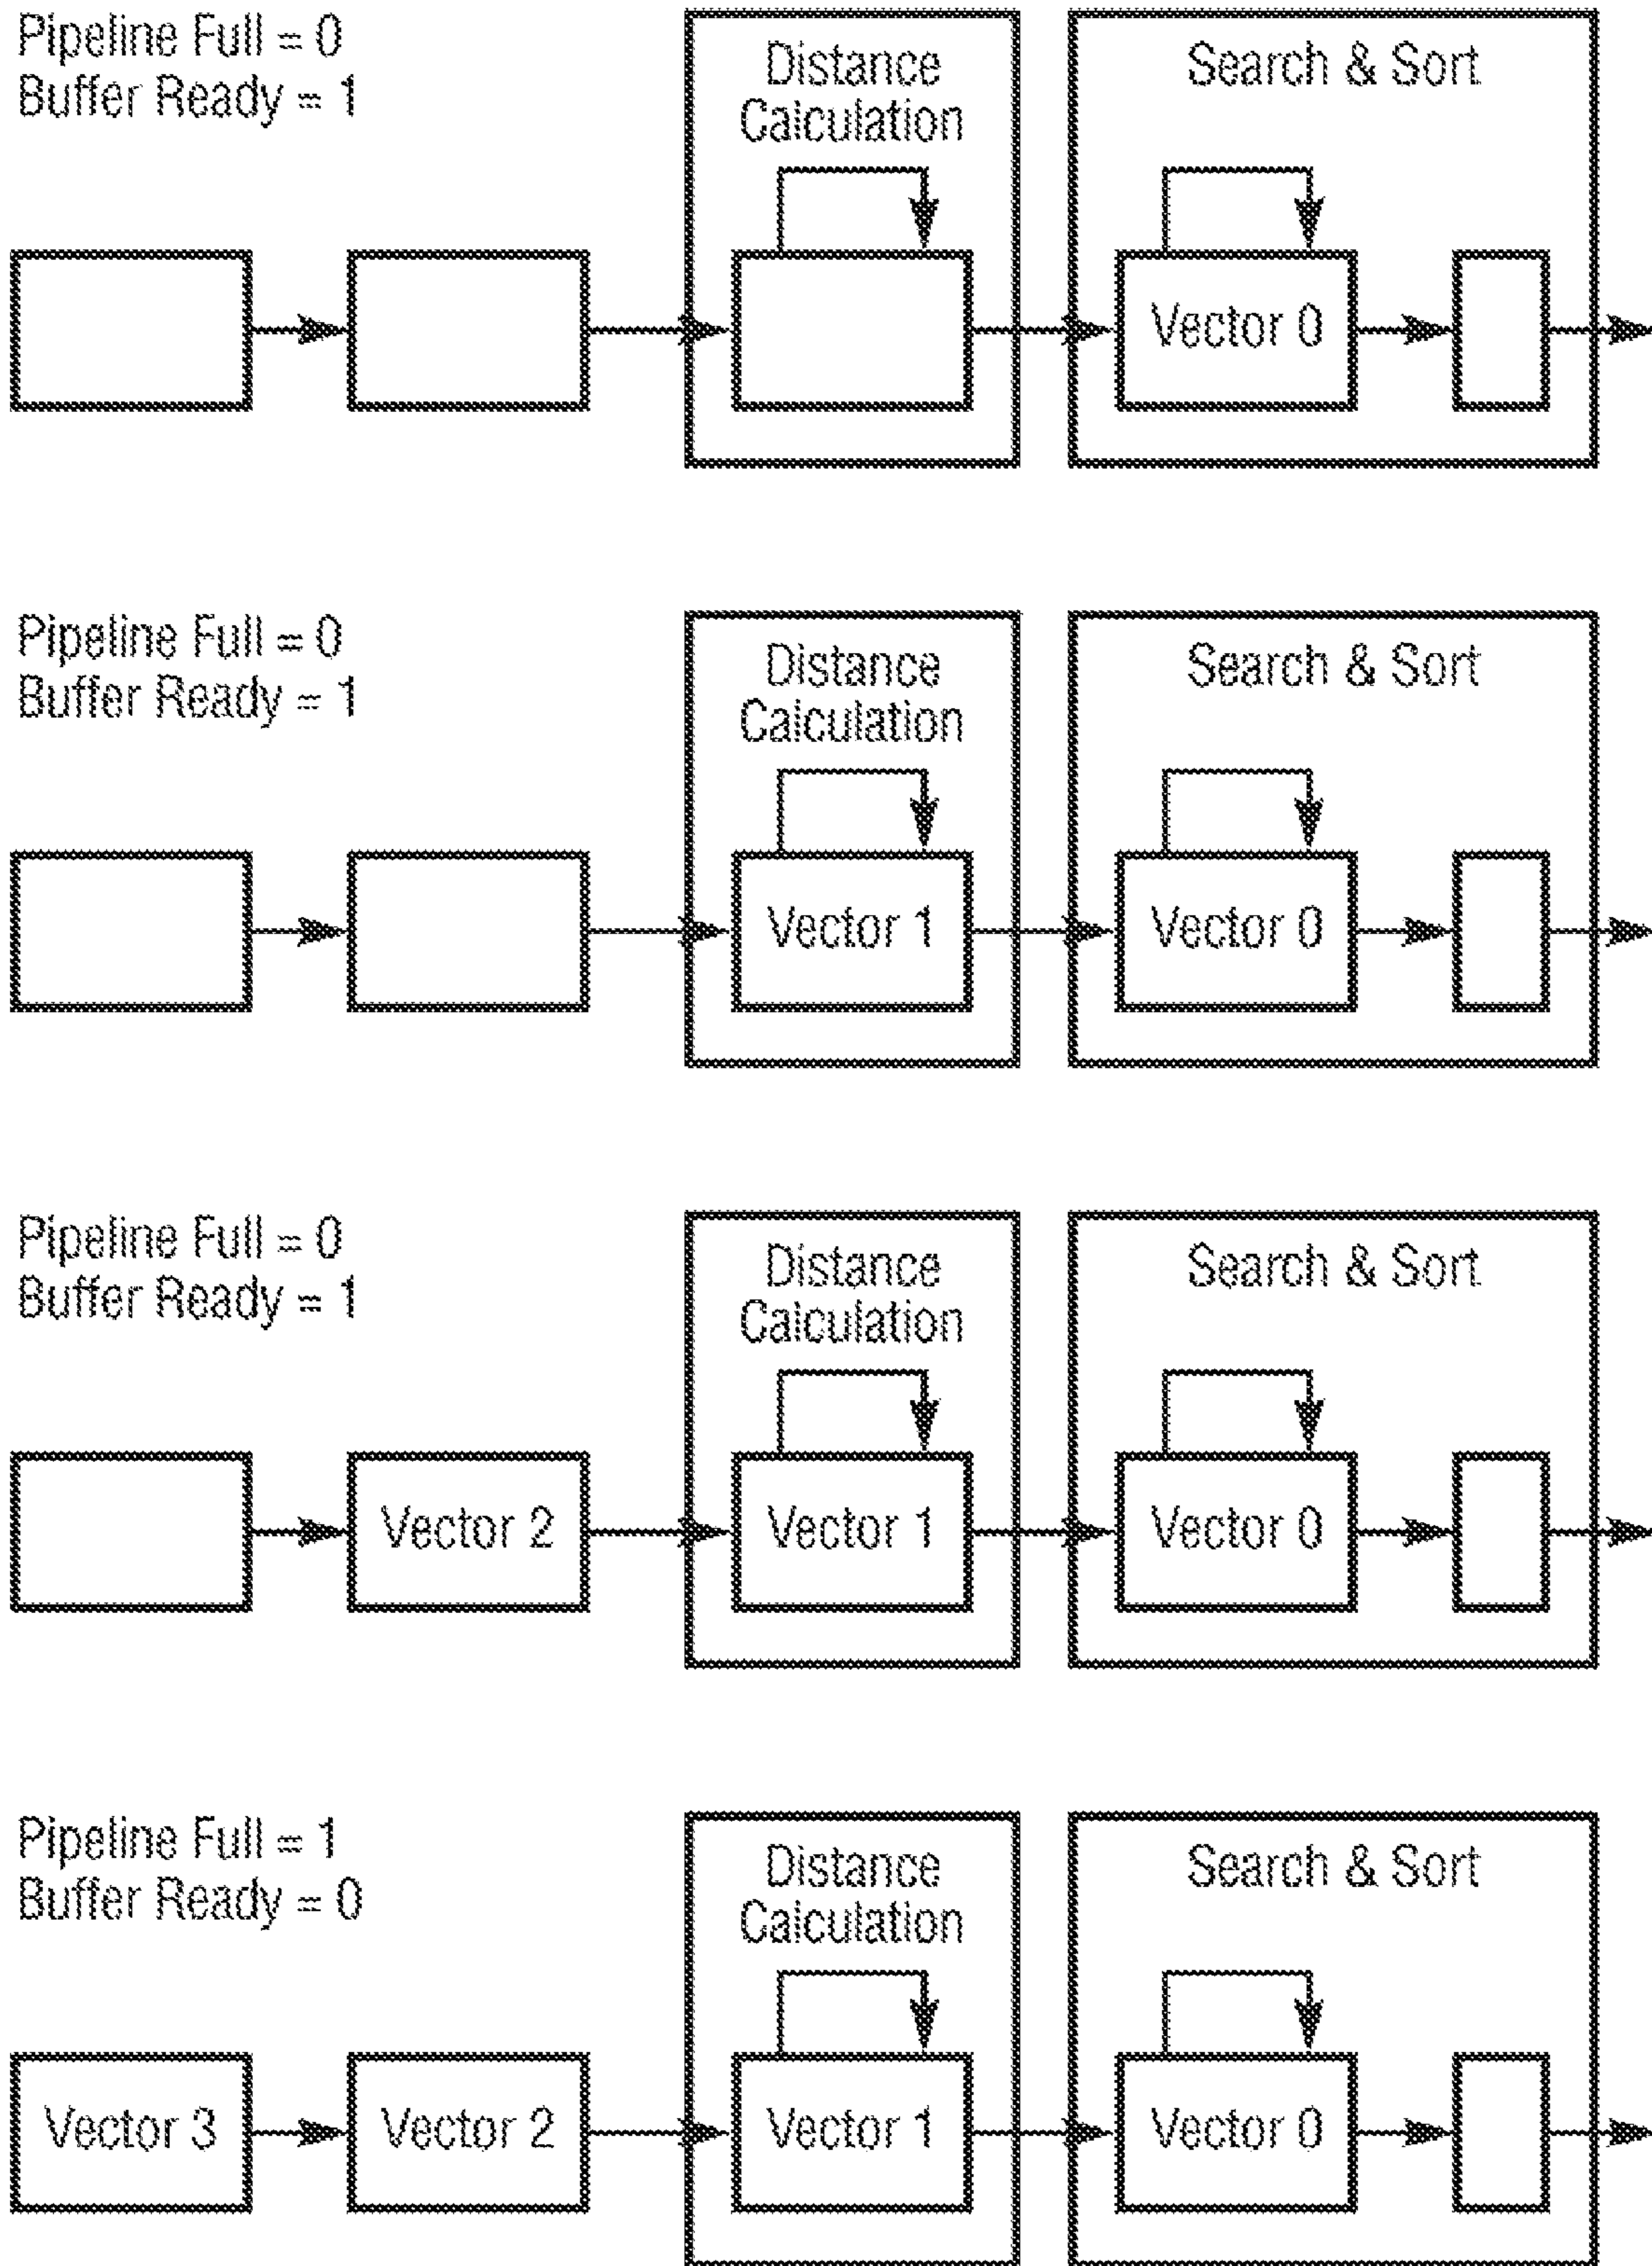 Pipeline Full = 0
Buffer Ready = 1
Distance
Calculation
Search & Sort
Vector 0
Pipeline Full = 0
Buffer Ready = 1
Distance
Calculation
Search & Sort
Vector 1
Vector 0
Pipeline Full = 0
Buffer Ready = 1
Distance
Calculation
Search & Sort
Vector 2
Vector 1
Vector 0
Pipeline Full = 1
Buffer Ready = 0
Distance
Calculation
Search & Sort
Vector 3
Vector 2
Vector 1
Vector 0